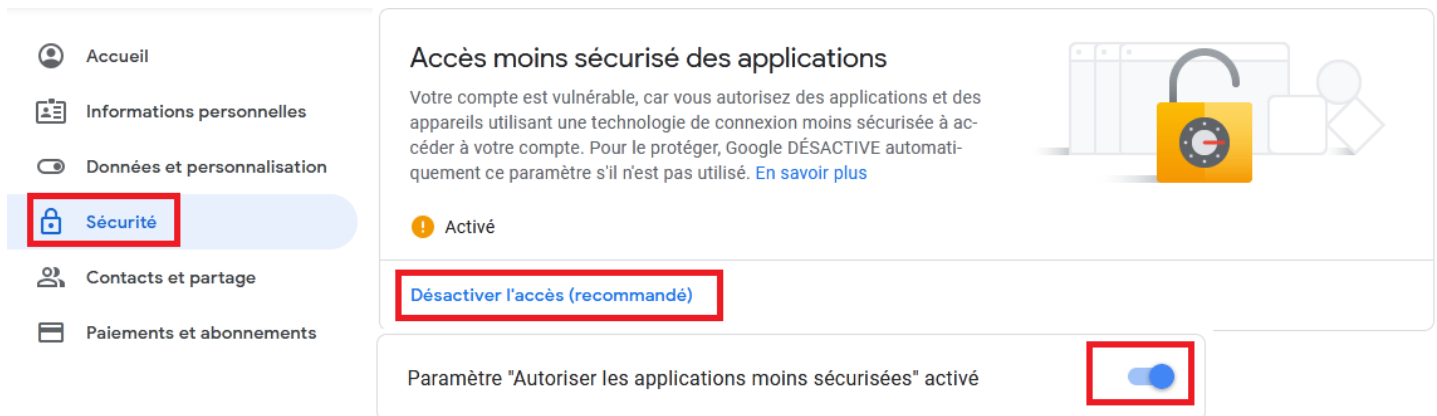 Accueil
Informations personnelles
Données et personnalisation
Sécurité
Contacts et partage
Paiements et abonnements
Accès moins sécurisé des applications
Votre compte est vulnérable, car vous autorisez des applications et des
appareils utilisant une technologie de connexion moins sécurisée à ac-
céder à votre compte. Pour le protéger, Google DÉSACTIVE automati-
quement ce paramètre s'il n'est pas utilisé. En savoir plus
Activé
Désactiver l'accès (recommandé)
Paramètre "Autoriser les applications moins sécurisées" activé